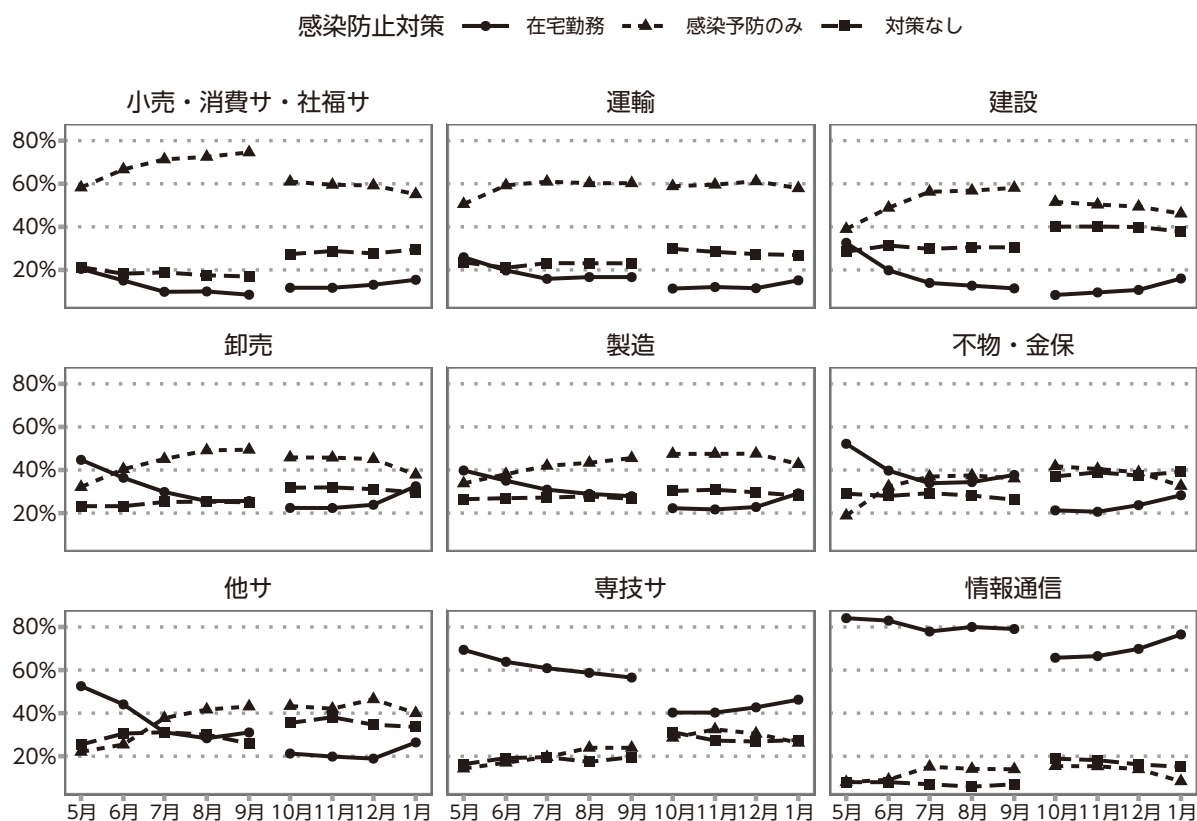 感染防止対策 在宅勤務 感染予防のみ 対策なし
小売・消費サ・社福サ 運輸 建設
80%
60%
40%
20%
卸売 製造 不物・金保
80%
60%
40%
20%
他サ 専技サ 情報通信
80%
60%
40%
20%
5月 6月 7月 8月 9月 10月 11月 12月 1月 5月 6月 7月 8月 9月 10月 11月 12月 1月 5月 6月 7月 8月 9月 10月 11月 12月 1月